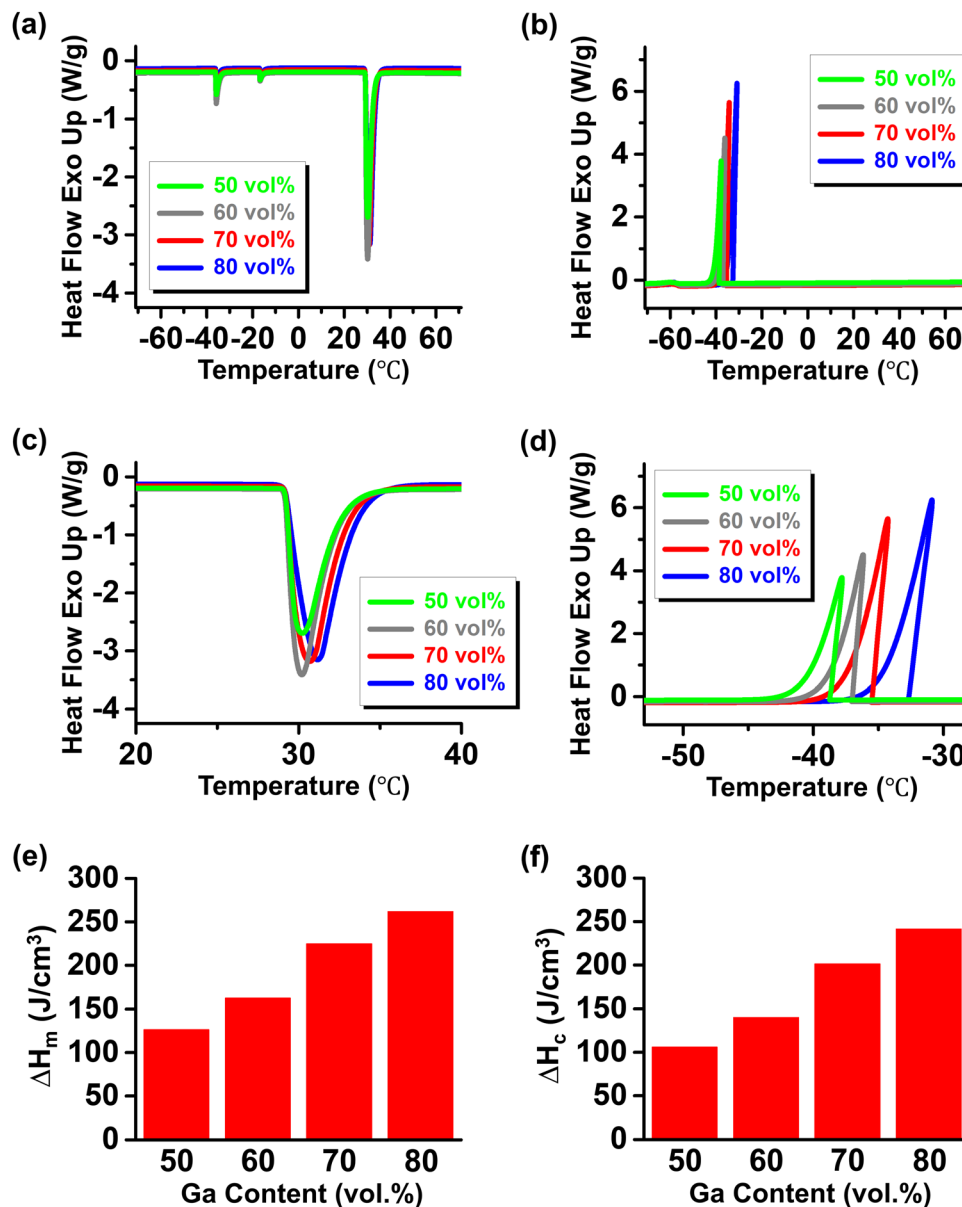 (a)
Heat Flow Exo Up (W/g)
0
-1
-2
-3
-4
50 vol%
60 vol%
70 vol%
80 vol%
-60 -40 -20 0 20 40 60
Temperature (℃)
(b)
Heat Flow Exo Up (W/g)
6
4
2
0
50 vol%
60 vol%
70 vol%
80 vol%
-60 -40 -20 0 20 40 60
Temperature (℃)
(c)
Heat Flow Exo Up (W/g)
0
-1
-2
-3
-4
50 vol%
60 vol%
70 vol%
80 vol%
20 30 40
Temperature (℃)
(d)
Heat Flow Exo Up (W/g)
6
4
2
0
50 vol%
60 vol%
70 vol%
80 vol%
-50 -40 -30
Temperature (℃)
(e)
ΔHm (J/cm³)
300
250
200
150
100
50
0
50 60 70 80
Ga Content (vol.%)
(f)
ΔHc (J/cm³)
300
250
200
150
100
50
0
50 60 70 80
Ga Content (vol.%)